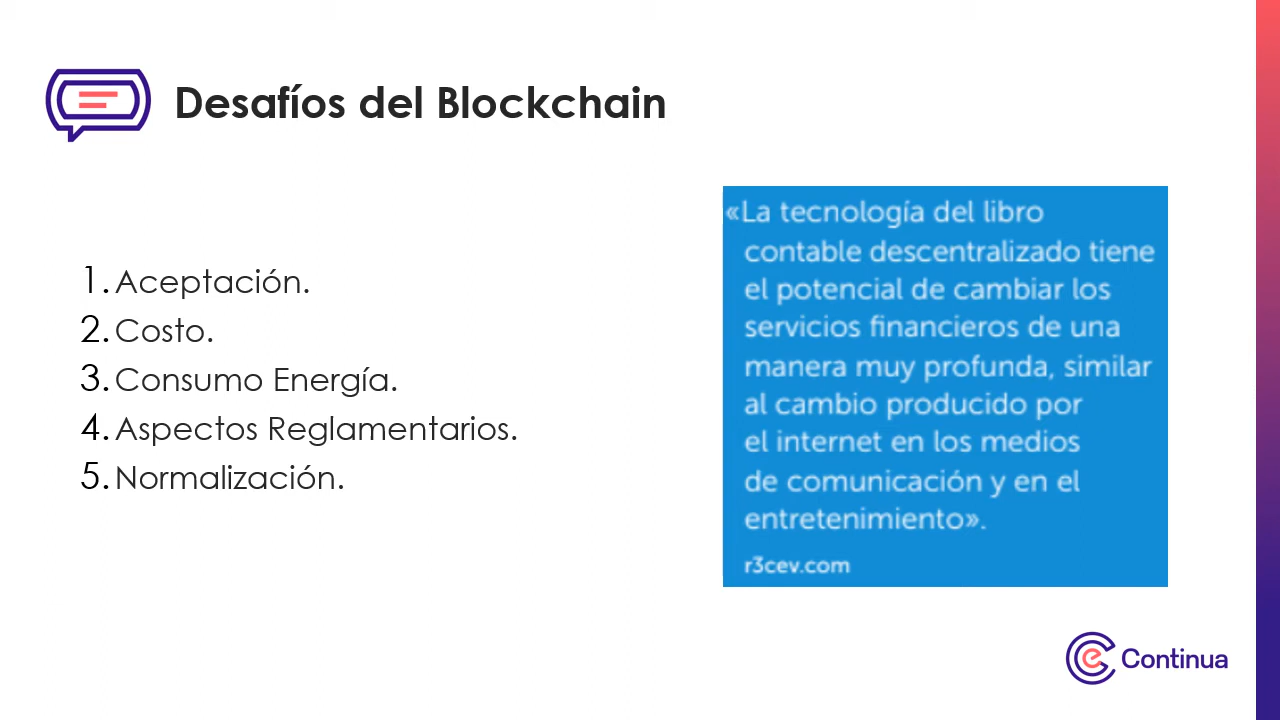 Desafíos del Blockchain
1. Aceptación.
2. Costo.
3. Consumo Energía.
4. Aspectos Reglamentarios.
5. Normalización.
«La tecnología del libro
contable descentralizado tiene
el potencial de cambiar los
servicios financieros de una
manera muy profunda, similar
al cambio producido por
el internet en los medios
de comunicación y en el
entretenimiento».
r3cev.com
e Continua